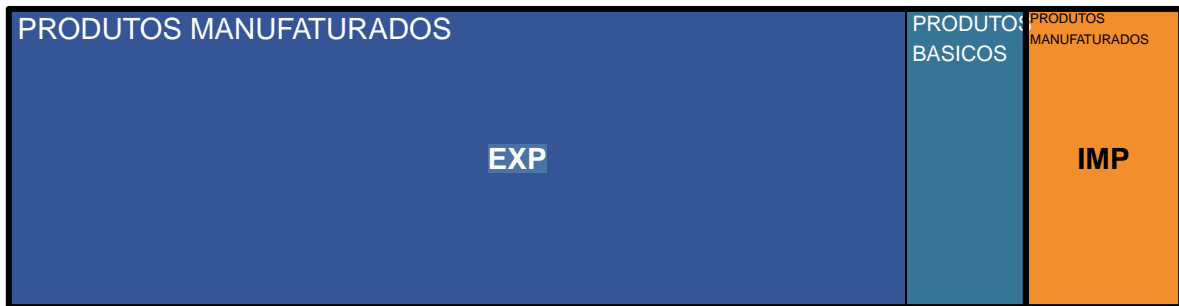 PRODUTOS MANUFATURADOS
PRODUTOS
BASICOS
PRODUTOS
MANUFATURADOS
EXP
IMP